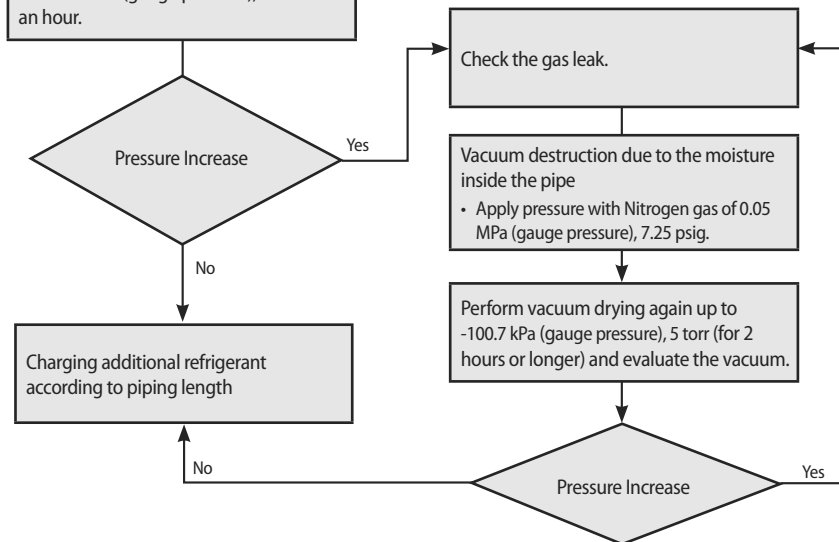 an hour.
Check the gas leak.
Pressure Increase
Yes
Vacuum destruction due to the moisture
inside the pipe
• Apply pressure with Nitrogen gas of 0.05
MPa (gauge pressure), 7.25 psig.
No
Perform vacuum drying again up to
-100.7 kPa (gauge pressure), 5 torr (for 2
hours or longer) and evaluate the vacuum.
Charging additional refrigerant
according to piping length
No
Pressure Increase
Yes